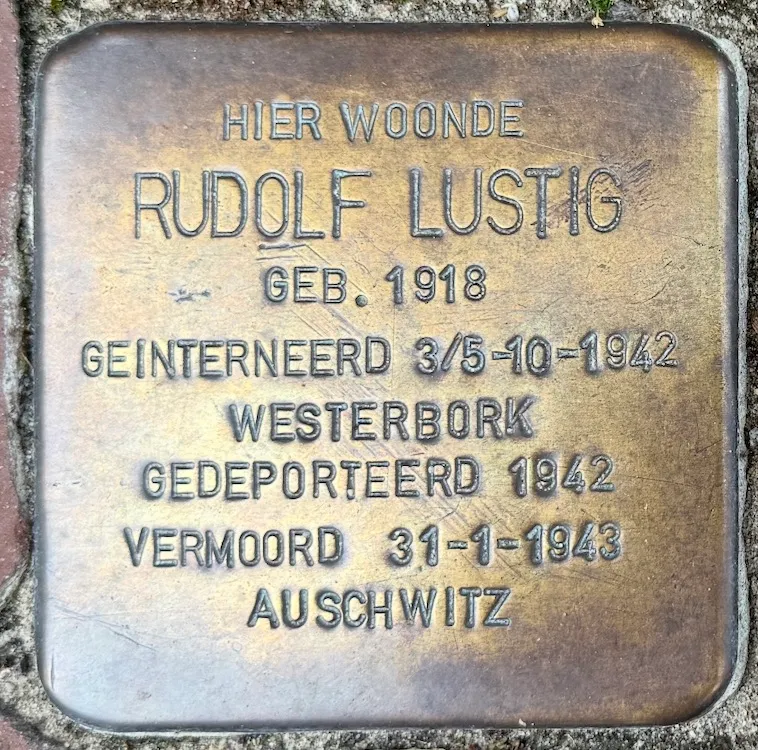 HIER WOONDE
RUDOLF LUSTIG
GEB. 1918
GEINTERNEERD 3/5-10-1942
WESTERBORK
GEDEPORTEERD 1942
VERMOORD 31-1-1943
AUSCHWITZ